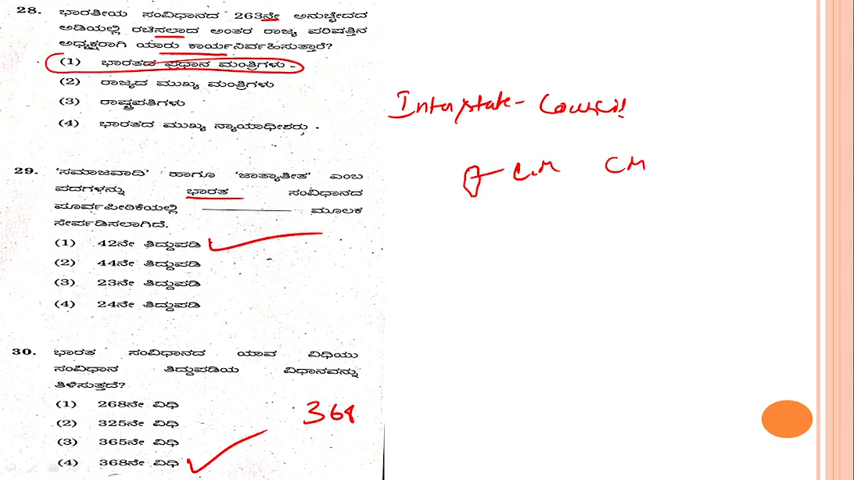 28. ಭಾರತೀಯ ಸಂವಿಧಾನದ 263ನೇ ಅನುಚ್ಛೇದದ
ಅಡಿಯಲ್ಲಿ ರಚಿಸಲಾದ ಅಂತರ ರಾಜ್ಯ ಪರಿಷತ್ತಿನ
ಅಧ್ಯಕ್ಷರಾಗಿ ಯಾರು ಕಾರ್ಯನಿರ್ವಹಿಸುತ್ತಾರೆ?
(1) ಭಾರತದ ಪ್ರಧಾನ ಮಂತ್ರಿಗಳು
(2) ರಾಜ್ಯದ ಮುಖ್ಯ ಮಂತ್ರಿಗಳು
(3) ರಾಷ್ಟ್ರಪತಿಗಳು
(4) ಭಾರತದ ಮುಖ್ಯ ನ್ಯಾಯಾಧೀಶರು
Interstate - Council
C.M CM
29. 'ಸಮಾಜವಾದಿ' ಹಾಗೂ 'ಜಾತ್ಯಾತೀತ' ಎಂಬ
ಪದಗಳನ್ನು ಭಾರತ ಸಂವಿಧಾನದ
ಪೂರ್ವಪೀಠಿಕೆಯಲ್ಲಿ ________ ಮೂಲಕ
ಸೇರ್ಪಡಿಸಲಾಗಿದೆ.
(1) 42ನೇ ತಿದ್ದುಪಡಿ
(2) 44ನೇ ತಿದ್ದುಪಡಿ
(3) 23ನೇ ತಿದ್ದುಪಡಿ
(4) 24ನೇ ತಿದ್ದುಪಡಿ
30. ಭಾರತ ಸಂವಿಧಾನದ ಯಾವ ವಿಧಿಯು
ಸಂವಿಧಾನ ತಿದ್ದುಪಡಿಯ ವಿಧಾನವನ್ನು
ತಿಳಿಸುತ್ತದೆ?
(1) 268ನೇ ವಿಧಿ
(2) 325ನೇ ವಿಧಿ
(3) 365ನೇ ವಿಧಿ
(4) 368ನೇ ವಿಧಿ
368